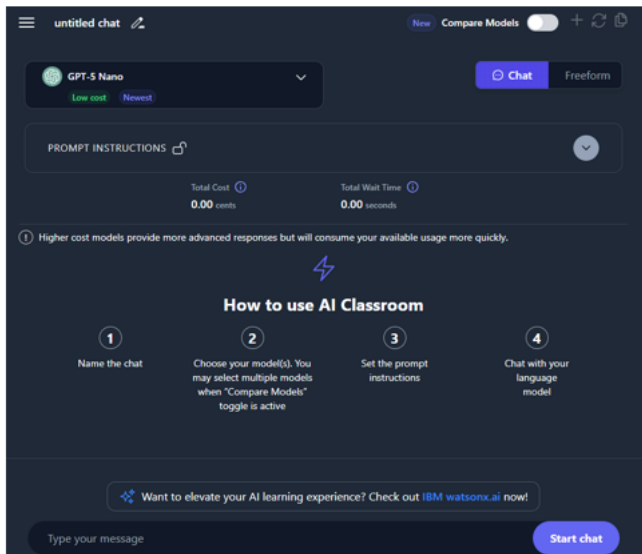 untitled chat
New Compare Models
GPT-5 Nano
Low cost Newest
Chat Freeform
PROMPT INSTRUCTIONS
Total Cost
0.00 cents
Total Wait Time
0.00 seconds
Higher cost models provide more advanced responses but will consume your available usage more quickly.
How to use AI Classroom
1
Name the chat
2
Choose your model(s). You
may select multiple models
when "Compare Models"
toggle is active
3
Set the prompt
instructions
4
Chat with your
language
model
Want to elevate your AI learning experience? Check out IBM watsonx.ai now!
Type your message
Start chat